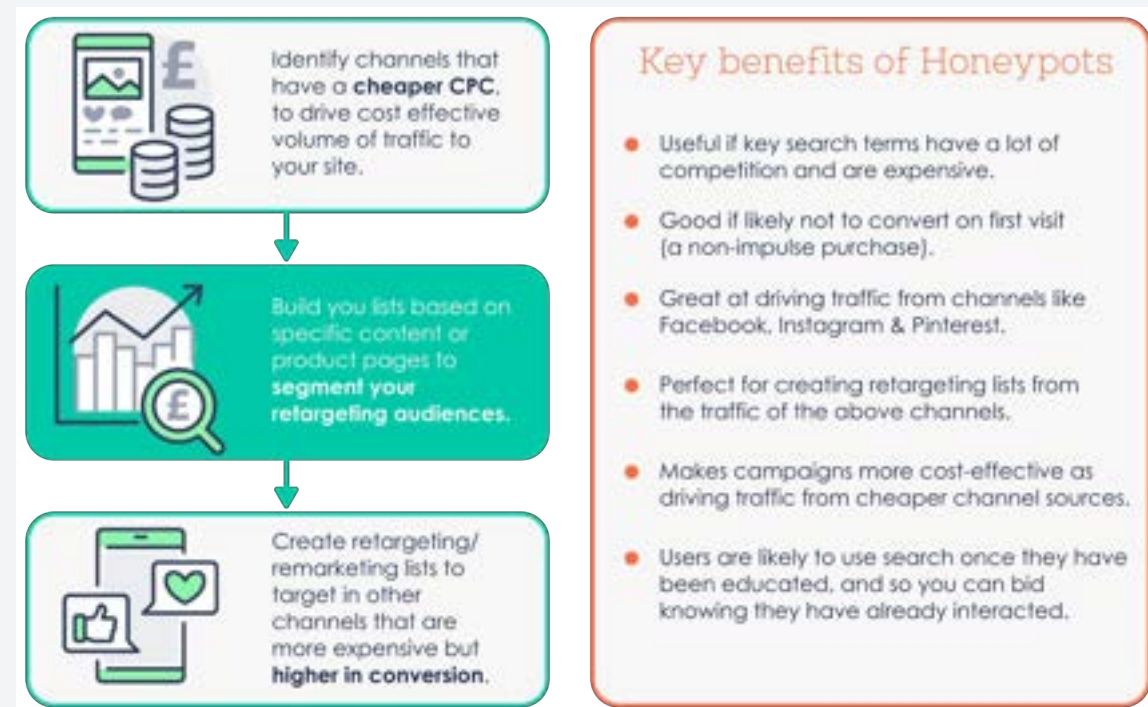 £
Identify channels that
have a cheaper CPC,
to drive cost effective
volume of traffic to
your site.
£
Build you lists based on
specific content or
product pages to
segment your
retargeting audiences.
Create retargeting/
remarketing lists to
target in other
channels that are
more expensive but
higher in conversion.
Key benefits of Honeypots
Useful if key search terms have a lot of
competition and are expensive.
Good if likely not to convert on first visit
(a non-impulse purchase).
Great at driving traffic from channels like
Facebook, Instagram & Pinterest.
Perfect for creating retargeting lists from
the traffic of the above channels.
Makes campaigns more cost-effective as
driving traffic from cheaper channel sources.
Users are likely to use search once they have
been educated, and so you can bid
knowing they have already interacted.